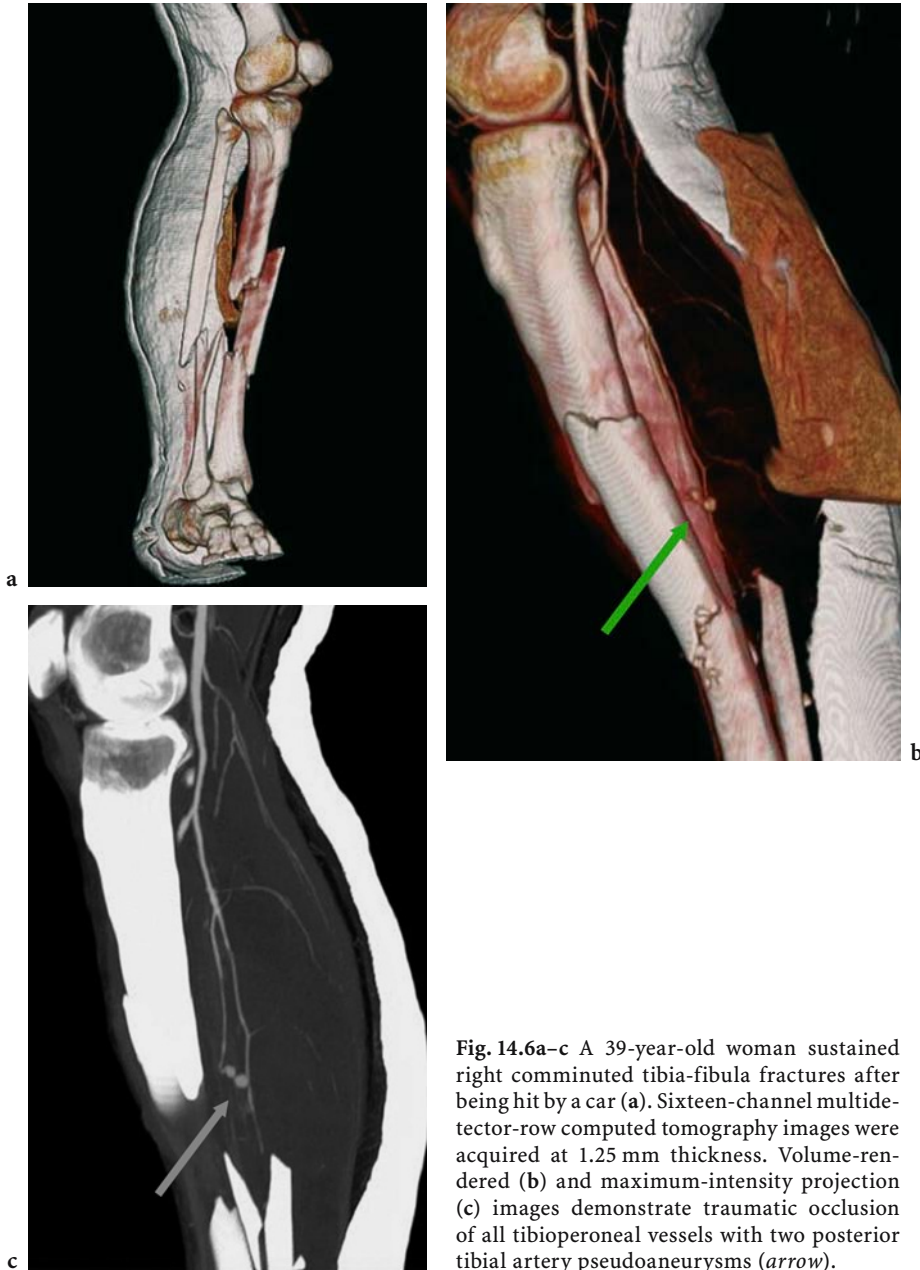 a
b
c
Fig. 14.6a–c A 39-year-old woman sustained
right comminuted tibia-fibula fractures after
being hit by a car (a). Sixteen-channel multide-
tector-row computed tomography images were
acquired at 1.25 mm thickness. Volume-ren-
dered (b) and maximum-intensity projection
(c) images demonstrate traumatic occlusion
of all tibioperoneal vessels with two posterior
tibial artery pseudoaneurysms (arrow).